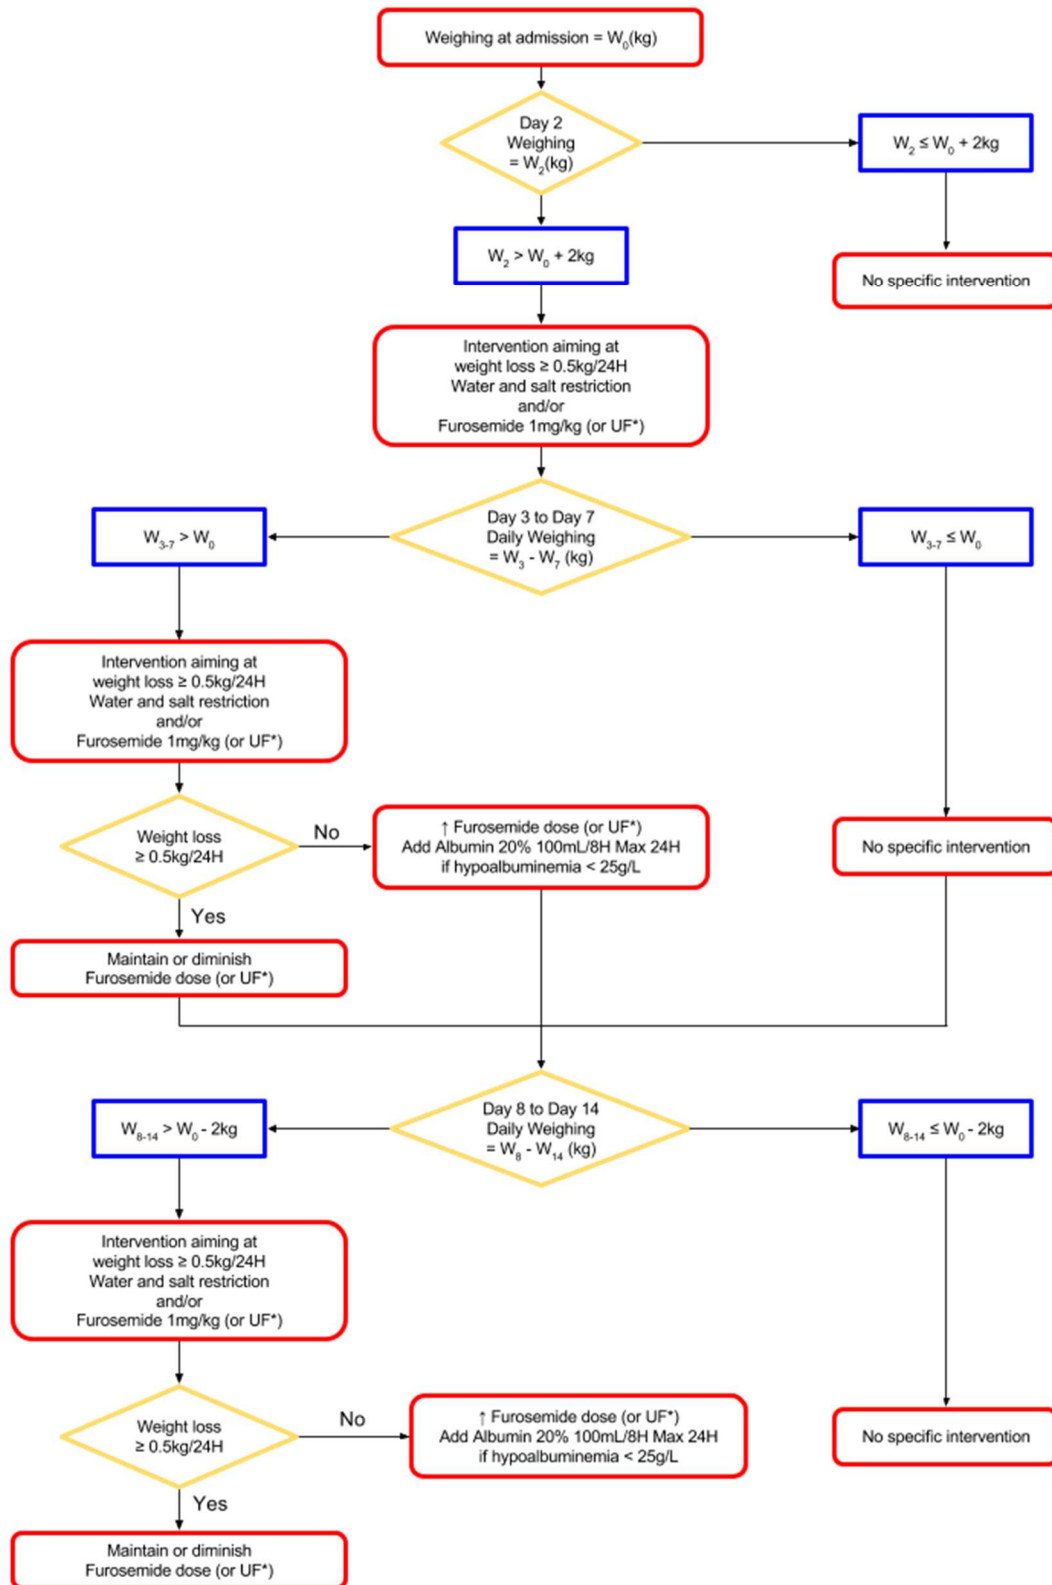 Weighing at admission = W₀(kg)
Day 2
Weighing
= W₂(kg)
W₂ ≤ W₀ + 2kg
W₂ > W₀ + 2kg
No specific intervention
Intervention aiming at
weight loss ≥ 0.5kg/24H
Water and salt restriction
and/or
Furosemide 1mg/kg (or UF*)
Day 3 to Day 7
Daily Weighing
= W₃ - W₇ (kg)
W₃₋₇ > W₀
W₃₋₇ ≤ W₀
Intervention aiming at
weight loss ≥ 0.5kg/24H
Water and salt restriction
and/or
Furosemide 1mg/kg (or UF*)
Weight loss
≥ 0.5kg/24H
No
↑ Furosemide dose (or UF*)
Add Albumin 20% 100mL/8H Max 24H
if hypoalbuminemia < 25g/L
No specific intervention
Yes
Maintain or diminish
Furosemide dose (or UF*)
Day 8 to Day 14
Daily Weighing
= W₈ - W₁₄ (kg)
W₈₋₁₄ > W₀ - 2kg
W₈₋₁₄ ≤ W₀ - 2kg
Intervention aiming at
weight loss ≥ 0.5kg/24H
Water and salt restriction
and/or
Furosemide 1mg/kg (or UF*)
Weight loss
≥ 0.5kg/24H
No
↑ Furosemide dose (or UF*)
Add Albumin 20% 100mL/8H Max 24H
if hypoalbuminemia < 25g/L
No specific intervention
Yes
Maintain or diminish
Furosemide dose (or UF*)